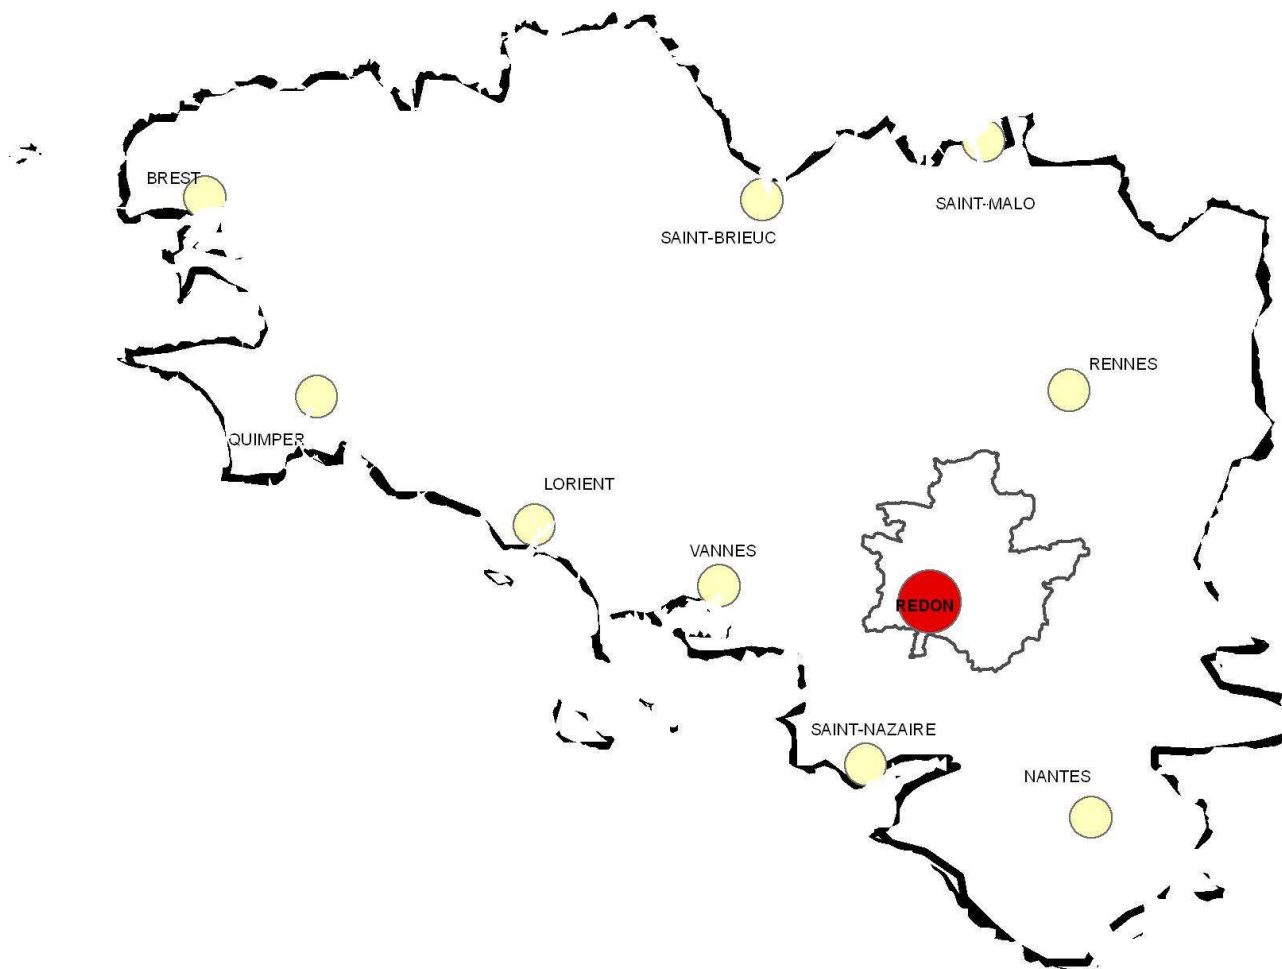 BREST
SAINT-MALO
SAINT-BRIEUC
RENNES
QUIMPER
LORIENT
VANNES
REDON
SAINT-NAZAIRE
NANTES